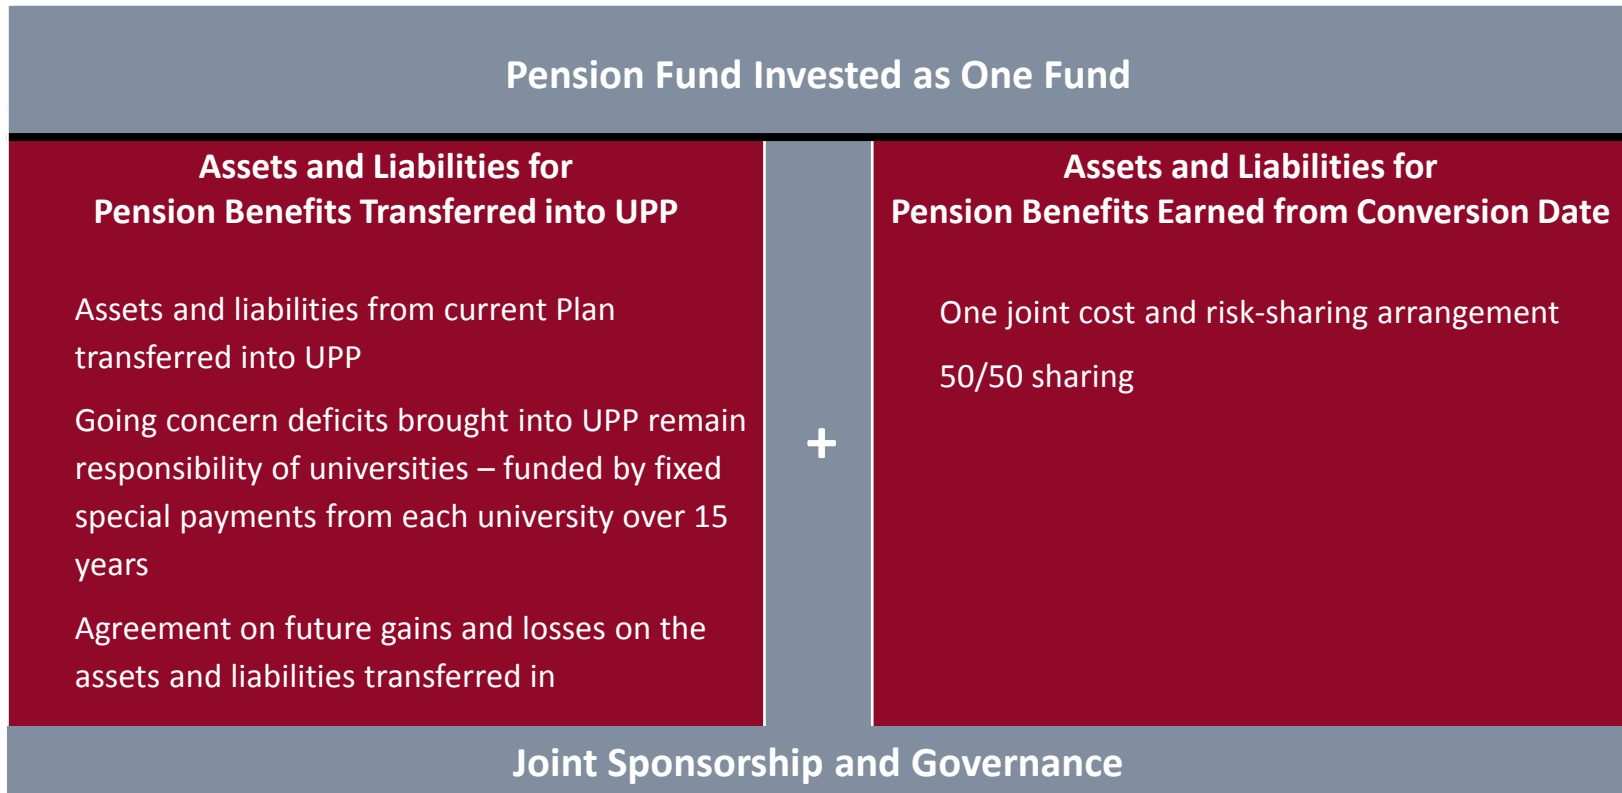 Pension Fund Invested as One Fund
Assets and Liabilities for
Pension Benefits Transferred into UPP
Assets and liabilities from current Plan
transferred into UPP
Going concern deficits brought into UPP remain
responsibility of universities – funded by fixed
special payments from each university over 15
years
Agreement on future gains and losses on the
assets and liabilities transferred in
+
Assets and Liabilities for
Pension Benefits Earned from Conversion Date
One joint cost and risk-sharing arrangement
50/50 sharing
Joint Sponsorship and Governance